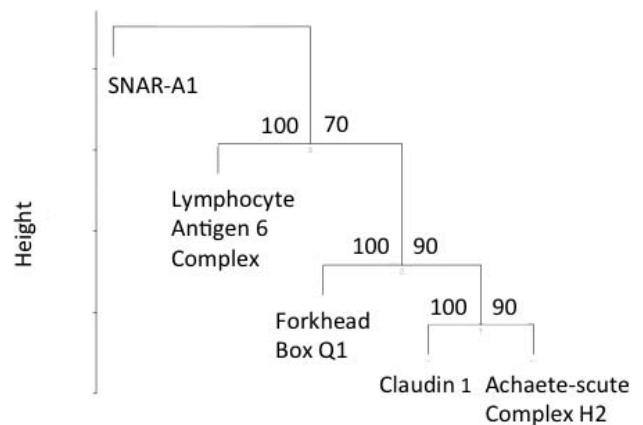 Height
SNAR-A1
100 70
Lymphocyte
Antigen 6
Complex
100 90
Forkhead
Box Q1
100 90
Claudin 1
Achaete-scute
Complex H2